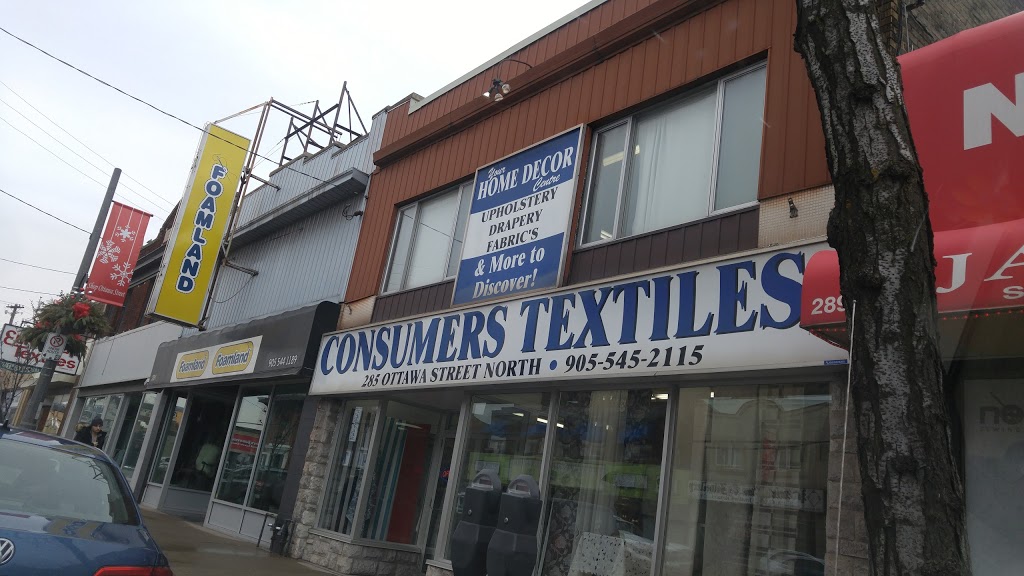 FOAMLAND
Foamland
Foamland
905 544 1189
Your
HOME DECOR
Centre
UPHOLSTERY
DRAPERY
FABRIC'S
& More to
Discover!
CONSUMERS TEXTILES
285 OTTAWA STREET NORTH • 905-545-2115
N
289
JA
S